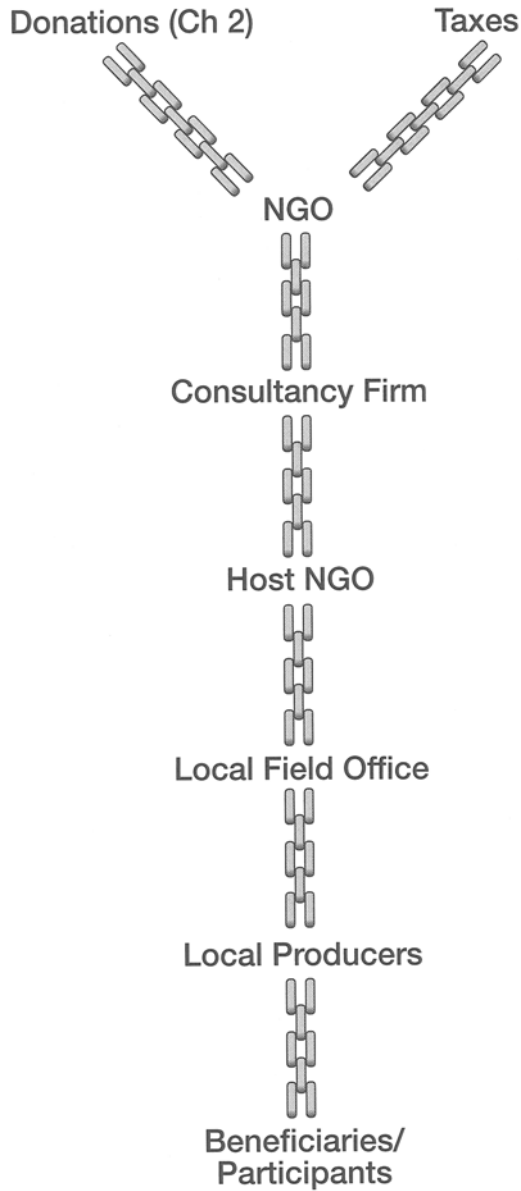 Donations (Ch 2)
Taxes
NGO
Consultancy Firm
Host NGO
Local Field Office
Local Producers
Beneficiaries/
Participants